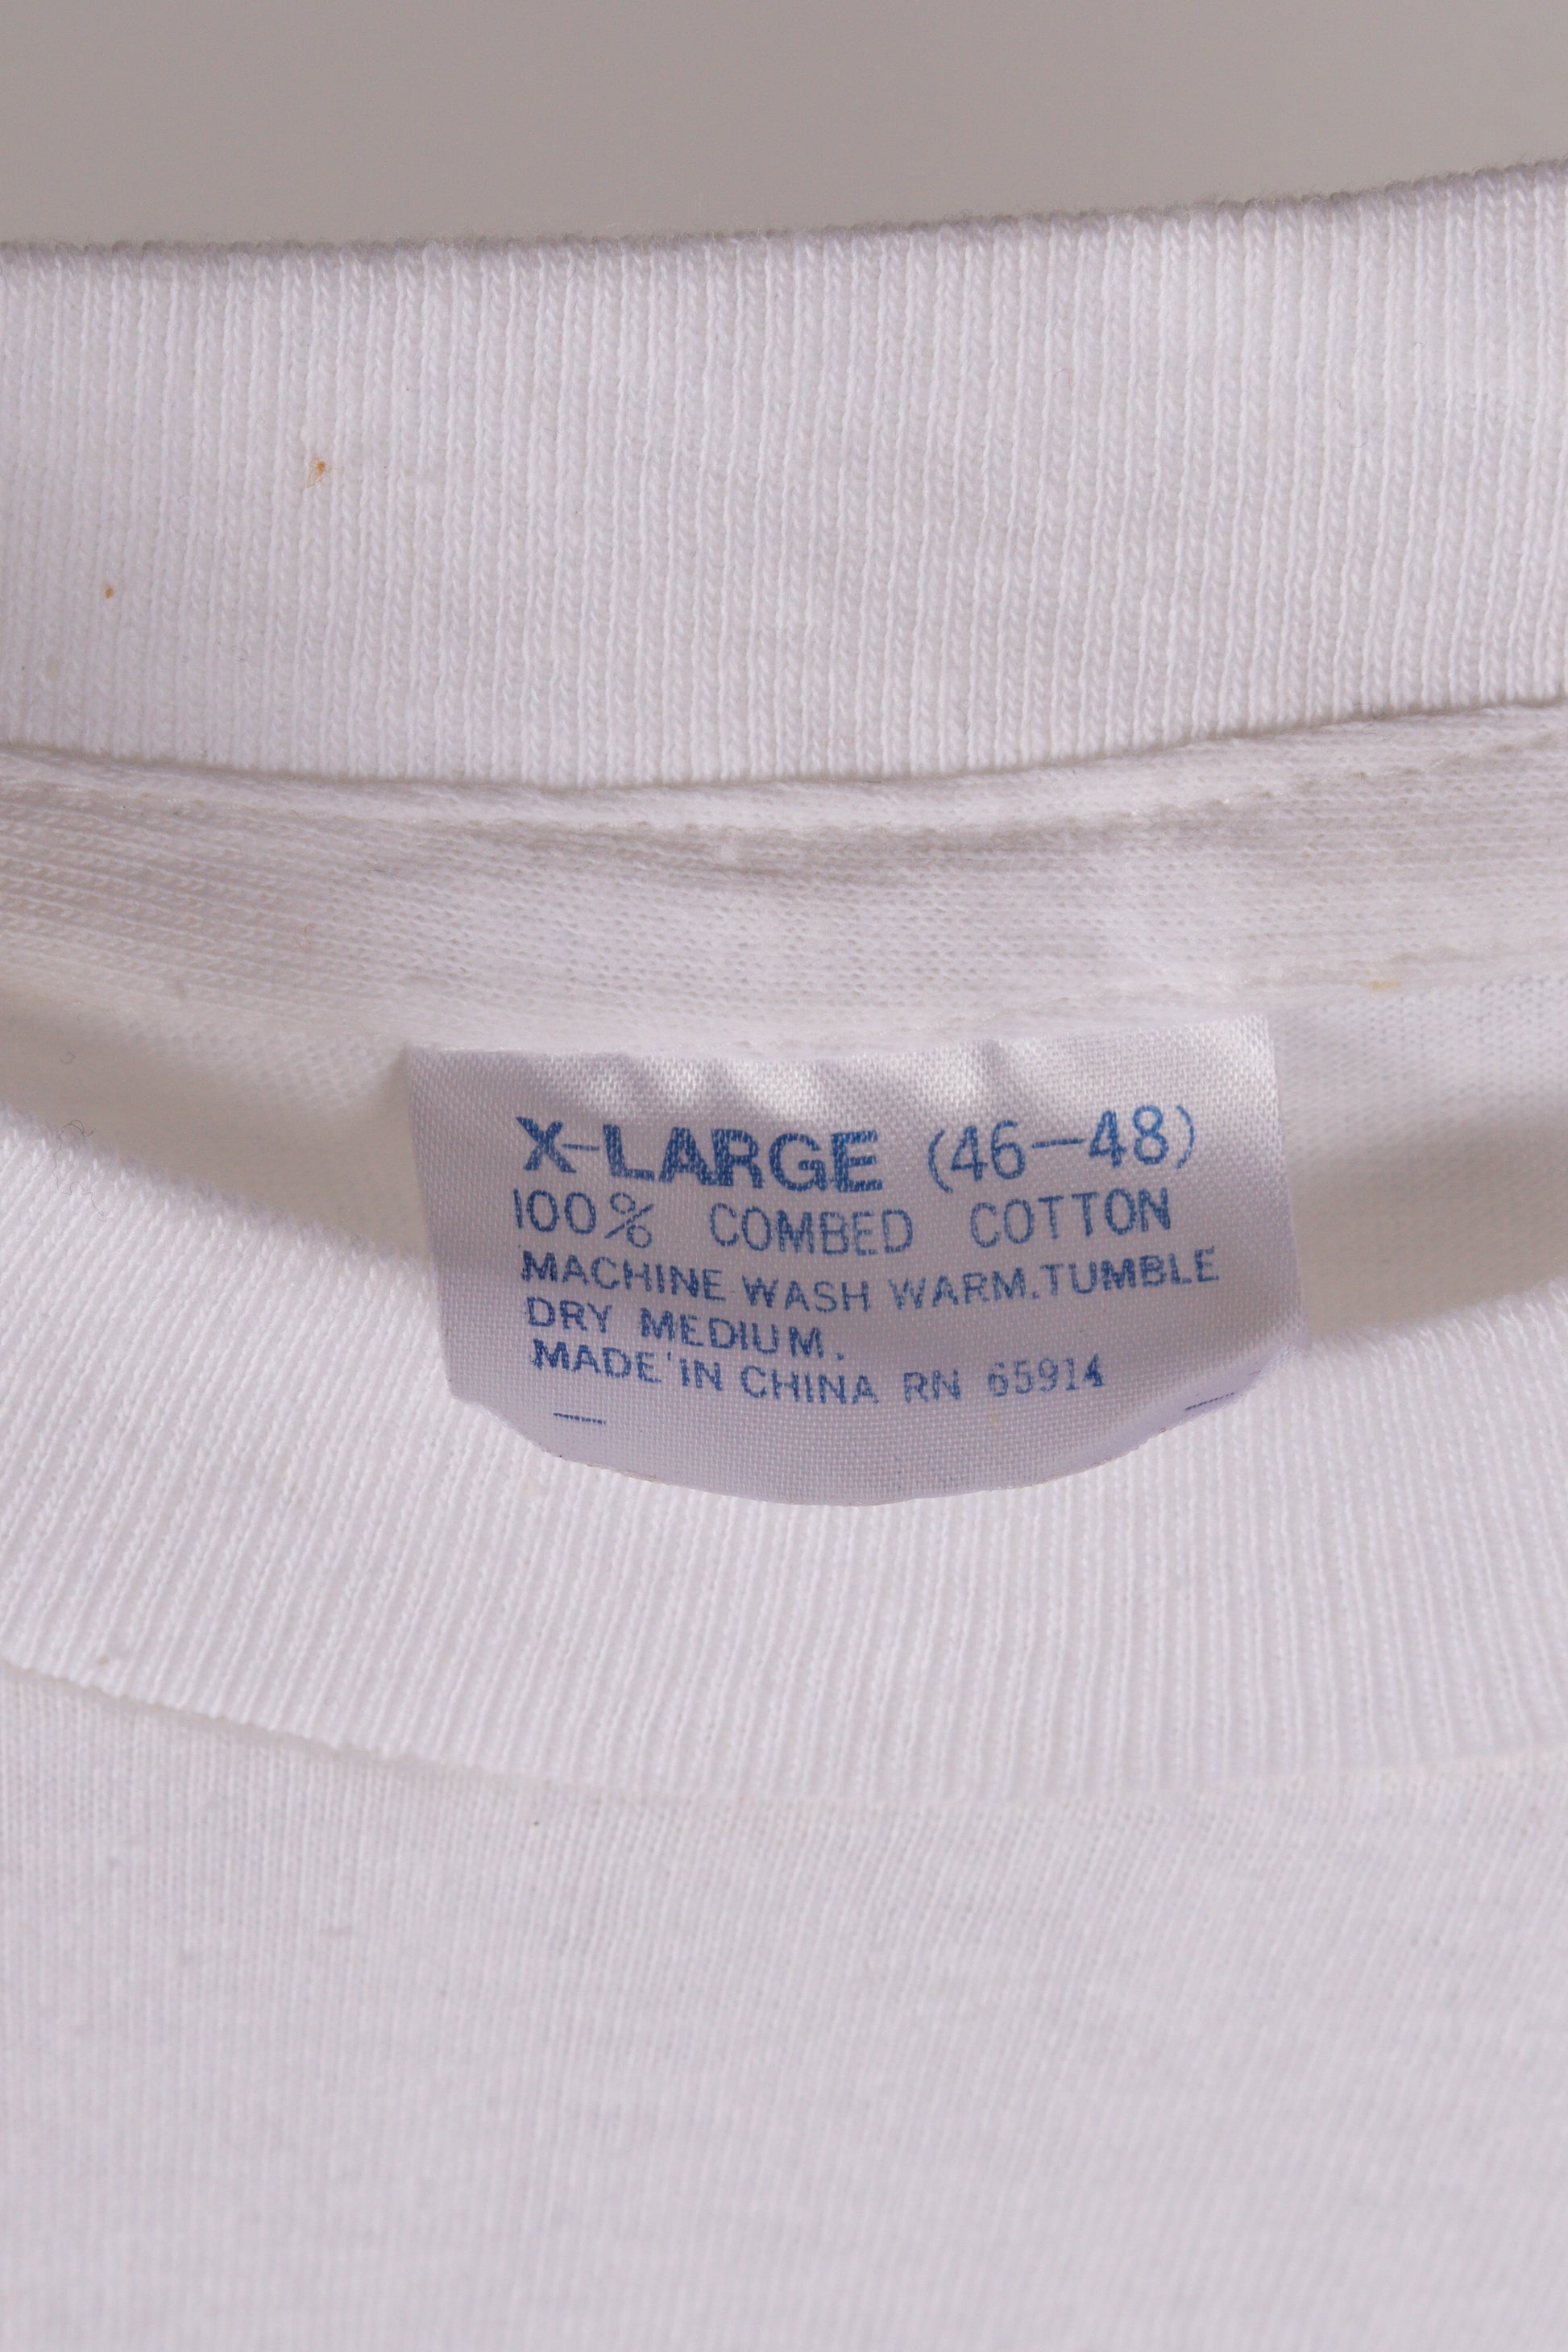 X-LARGE (46-48)
100% COMBED COTTON
MACHINE WASH WARM.TUMBLE
DRY MEDIUM.
MADE IN CHINA RN 65914